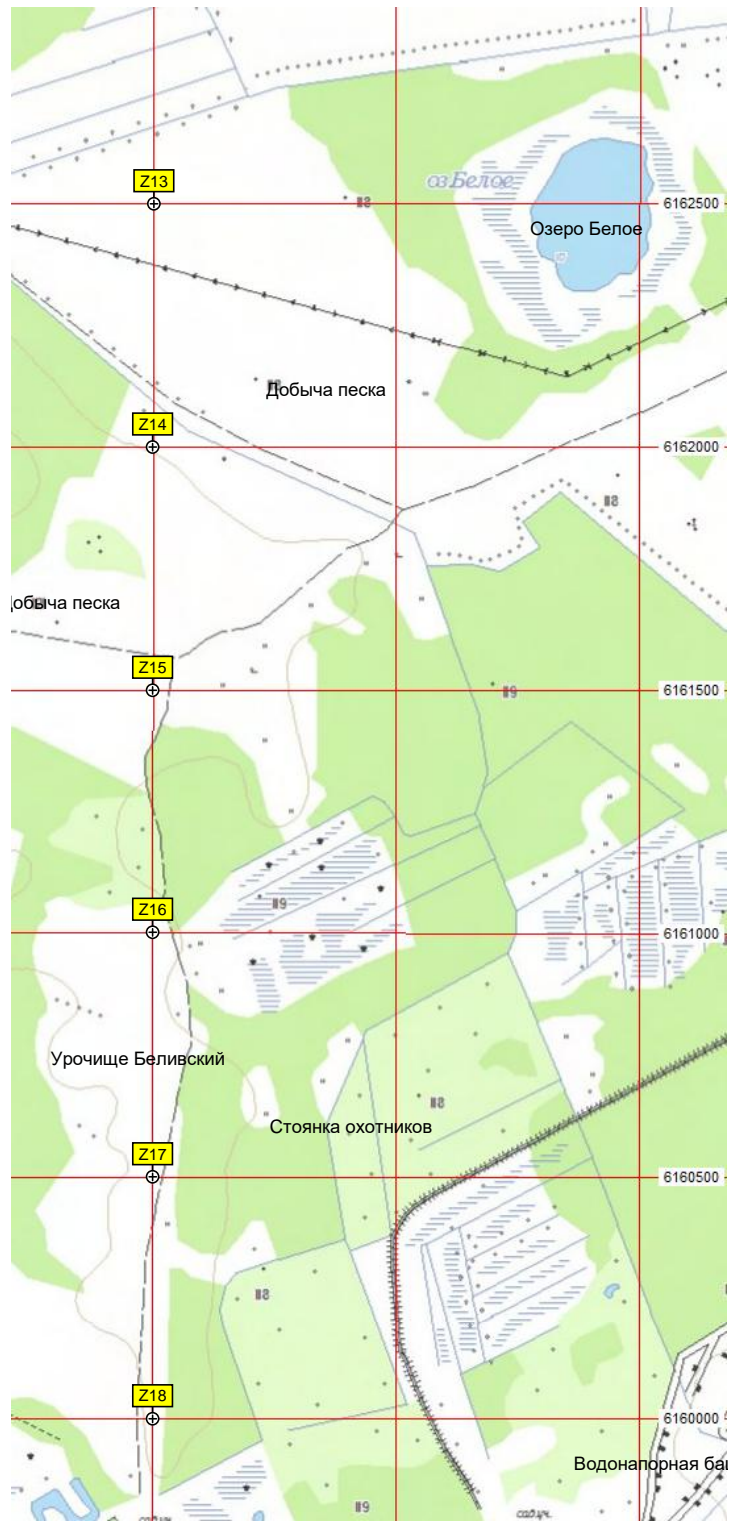 Z13
оз Белое
6162500
Озеро Белое
Добыча песка
Z14
6162000
добыча песка
Z15
6161500
Z16
6161000
Урочище Беливский
Стоянка охотников
Z17
6160500
Z18
6160000
Водонапорная ба